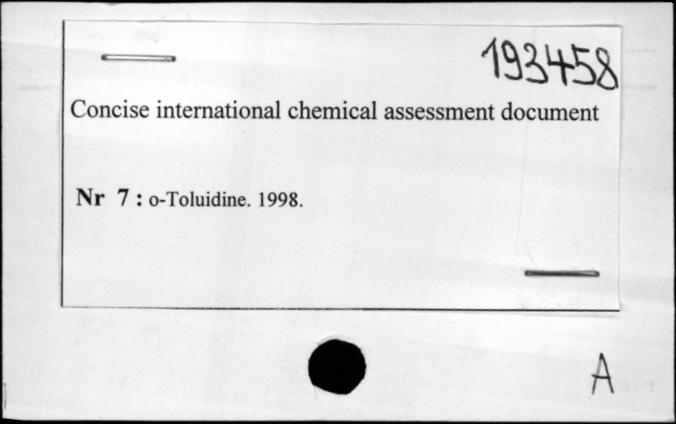 193458
Concise international chemical assessment document
Nr 7 : o-Toluidine. 1998.
A